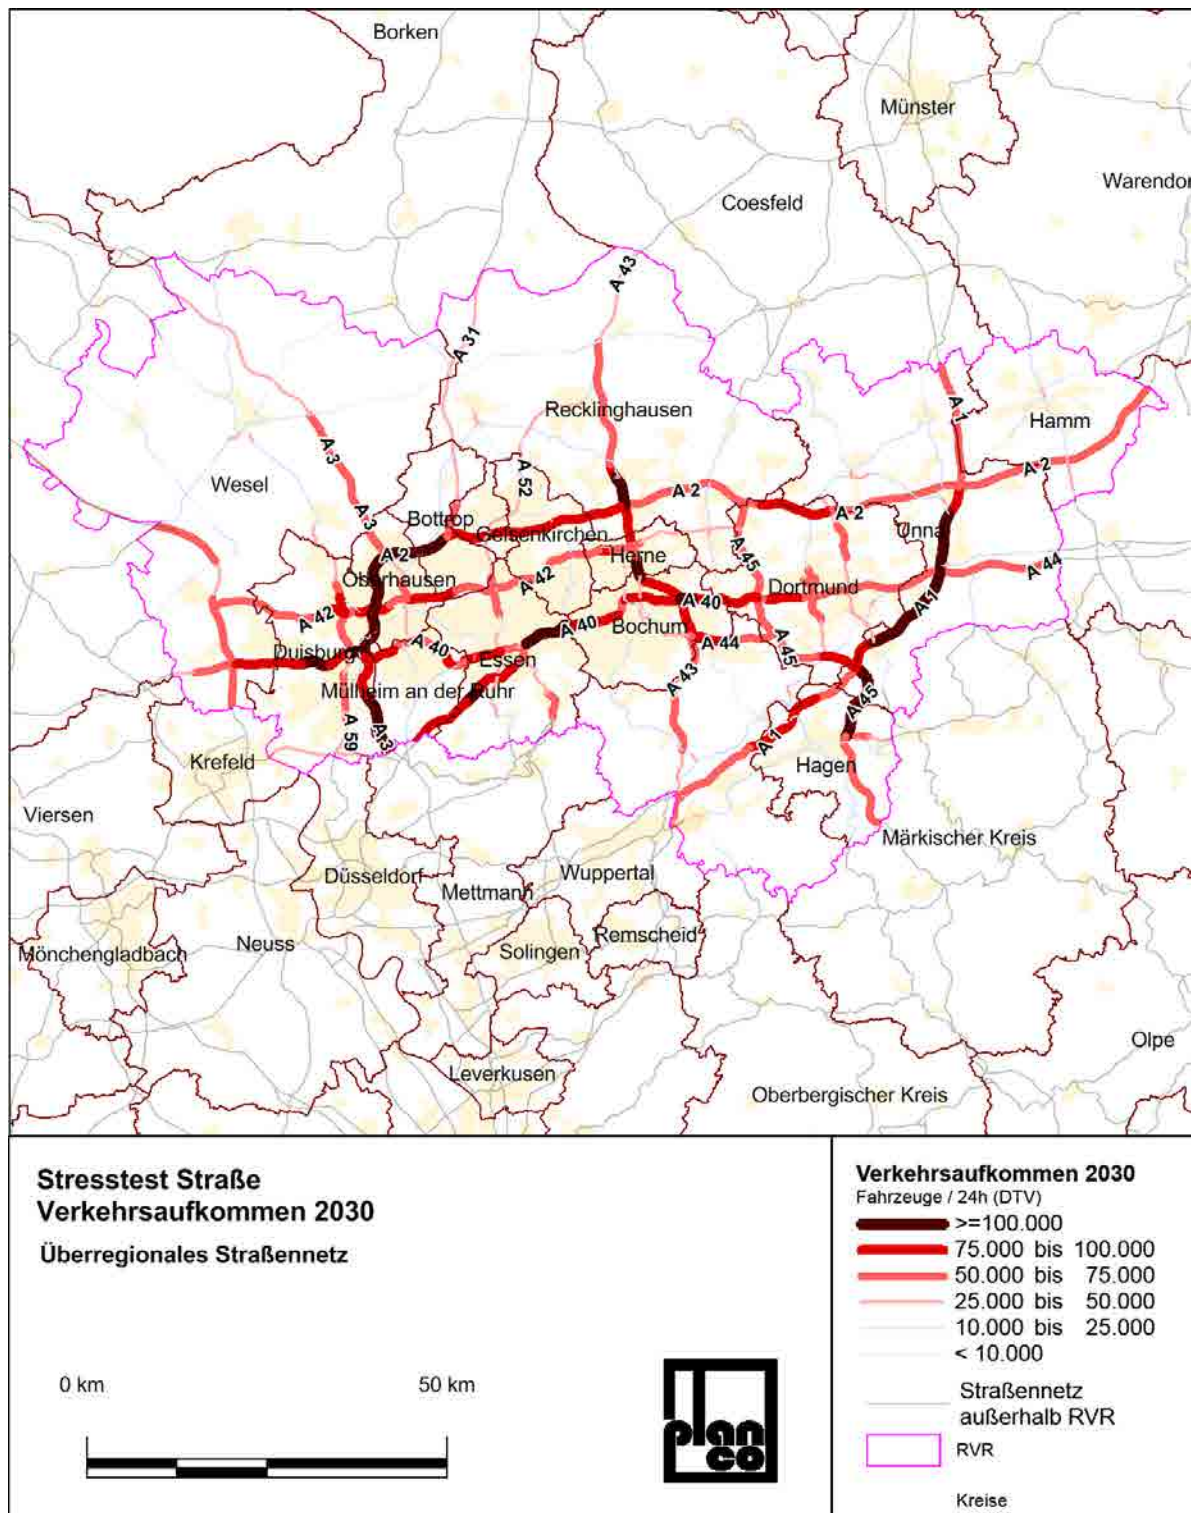 Borken
Münster
Warendor
Coesfeld
A 43
A 31
Recklinghausen
A 1
Hamm
A 3
A 2
Wesel
A 52
A 2
A 3
Bottrop
A 2
Gelsenkirchen
Unna
A 2
Herne
A 45
Oberhausen
A 42
Dortmund
A 44
A 42
A 40
A 1
A 40
Bochum
Duisburg
A 40
A 44
A 45
Essen
Mülheim an der Ruhr
A 43
A 45
A 59
A 3
A 1
Krefeld
Hagen
Viersen
Märkischer Kreis
Düsseldorf
Mettmann
Wuppertal
Mönchengladbach
Neuss
Solingen
Remscheid
Olpe
Leverkusen
Oberbergischer Kreis
Stresstest Straße
Verkehrsaufkommen 2030
Überregionales Straßennetz
0 km 50 km
plan
co
Verkehrsaufkommen 2030
Fahrzeuge / 24h (DTV)
>=100.000
75.000 bis 100.000
50.000 bis 75.000
25.000 bis 50.000
10.000 bis 25.000
< 10.000
Straßennetz
außerhalb RVR
RVR
Kreise